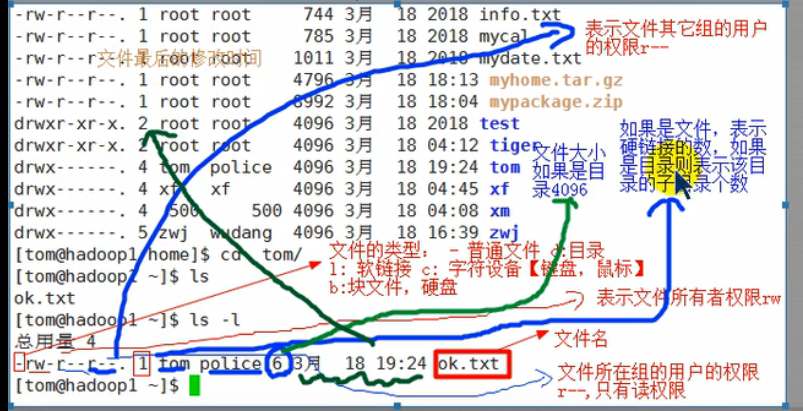 -rw-r--r--. 1 root root 744 3月 18 2018 info.txt
-rw-r--r--. 1 root root 785 3月 18 2018 mycal
-rw-r--r--. 1 root root 1011 3月 18 2018 mydate.txt
-rw-r--r--. 1 root root 4796 3月 18 18:13 myhome.tar.gz
-rw-r--r--. 1 root root 8992 3月 18 18:04 mypackage.zip
drwxr-xr-x. 2 root root 4096 3月 18 2018 test
drwxr-xr-x. 2 root root 4096 3月 18 04:12 tiger
drwx------. 4 tom police 4096 3月 18 19:24 tom
drwx------. 4 xf xf 4096 3月 18 04:45 xf
drwx------. 4 500 500 4096 3月 18 04:08 xm
drwx------. 5 zwj wudang 4096 3月 18 16:39 zwj
[tom@hadoop1 home]$ cd tom/
[tom@hadoop1 ~]$ ls
ok.txt
[tom@hadoop1 ~]$ ls -l
总用量 4
-rw-r--r--. 1 tom police 6 3月 18 19:24 ok.txt
[tom@hadoop1 ~]$
文件最后的修改时间
表示文件其它组的用户
的权限r--
文件大小
如果是目
录4096
如果是文件，表示
硬链接的数，如果
是目录则表示该目
录的子目录个数
文件的类型： - 普通文件 d:目录
l: 软链接 c: 字符设备【键盘，鼠标】
b:块文件，硬盘
表示文件所有者权限rw
文件名
文件所在组的用户的权限
r--,只有读权限